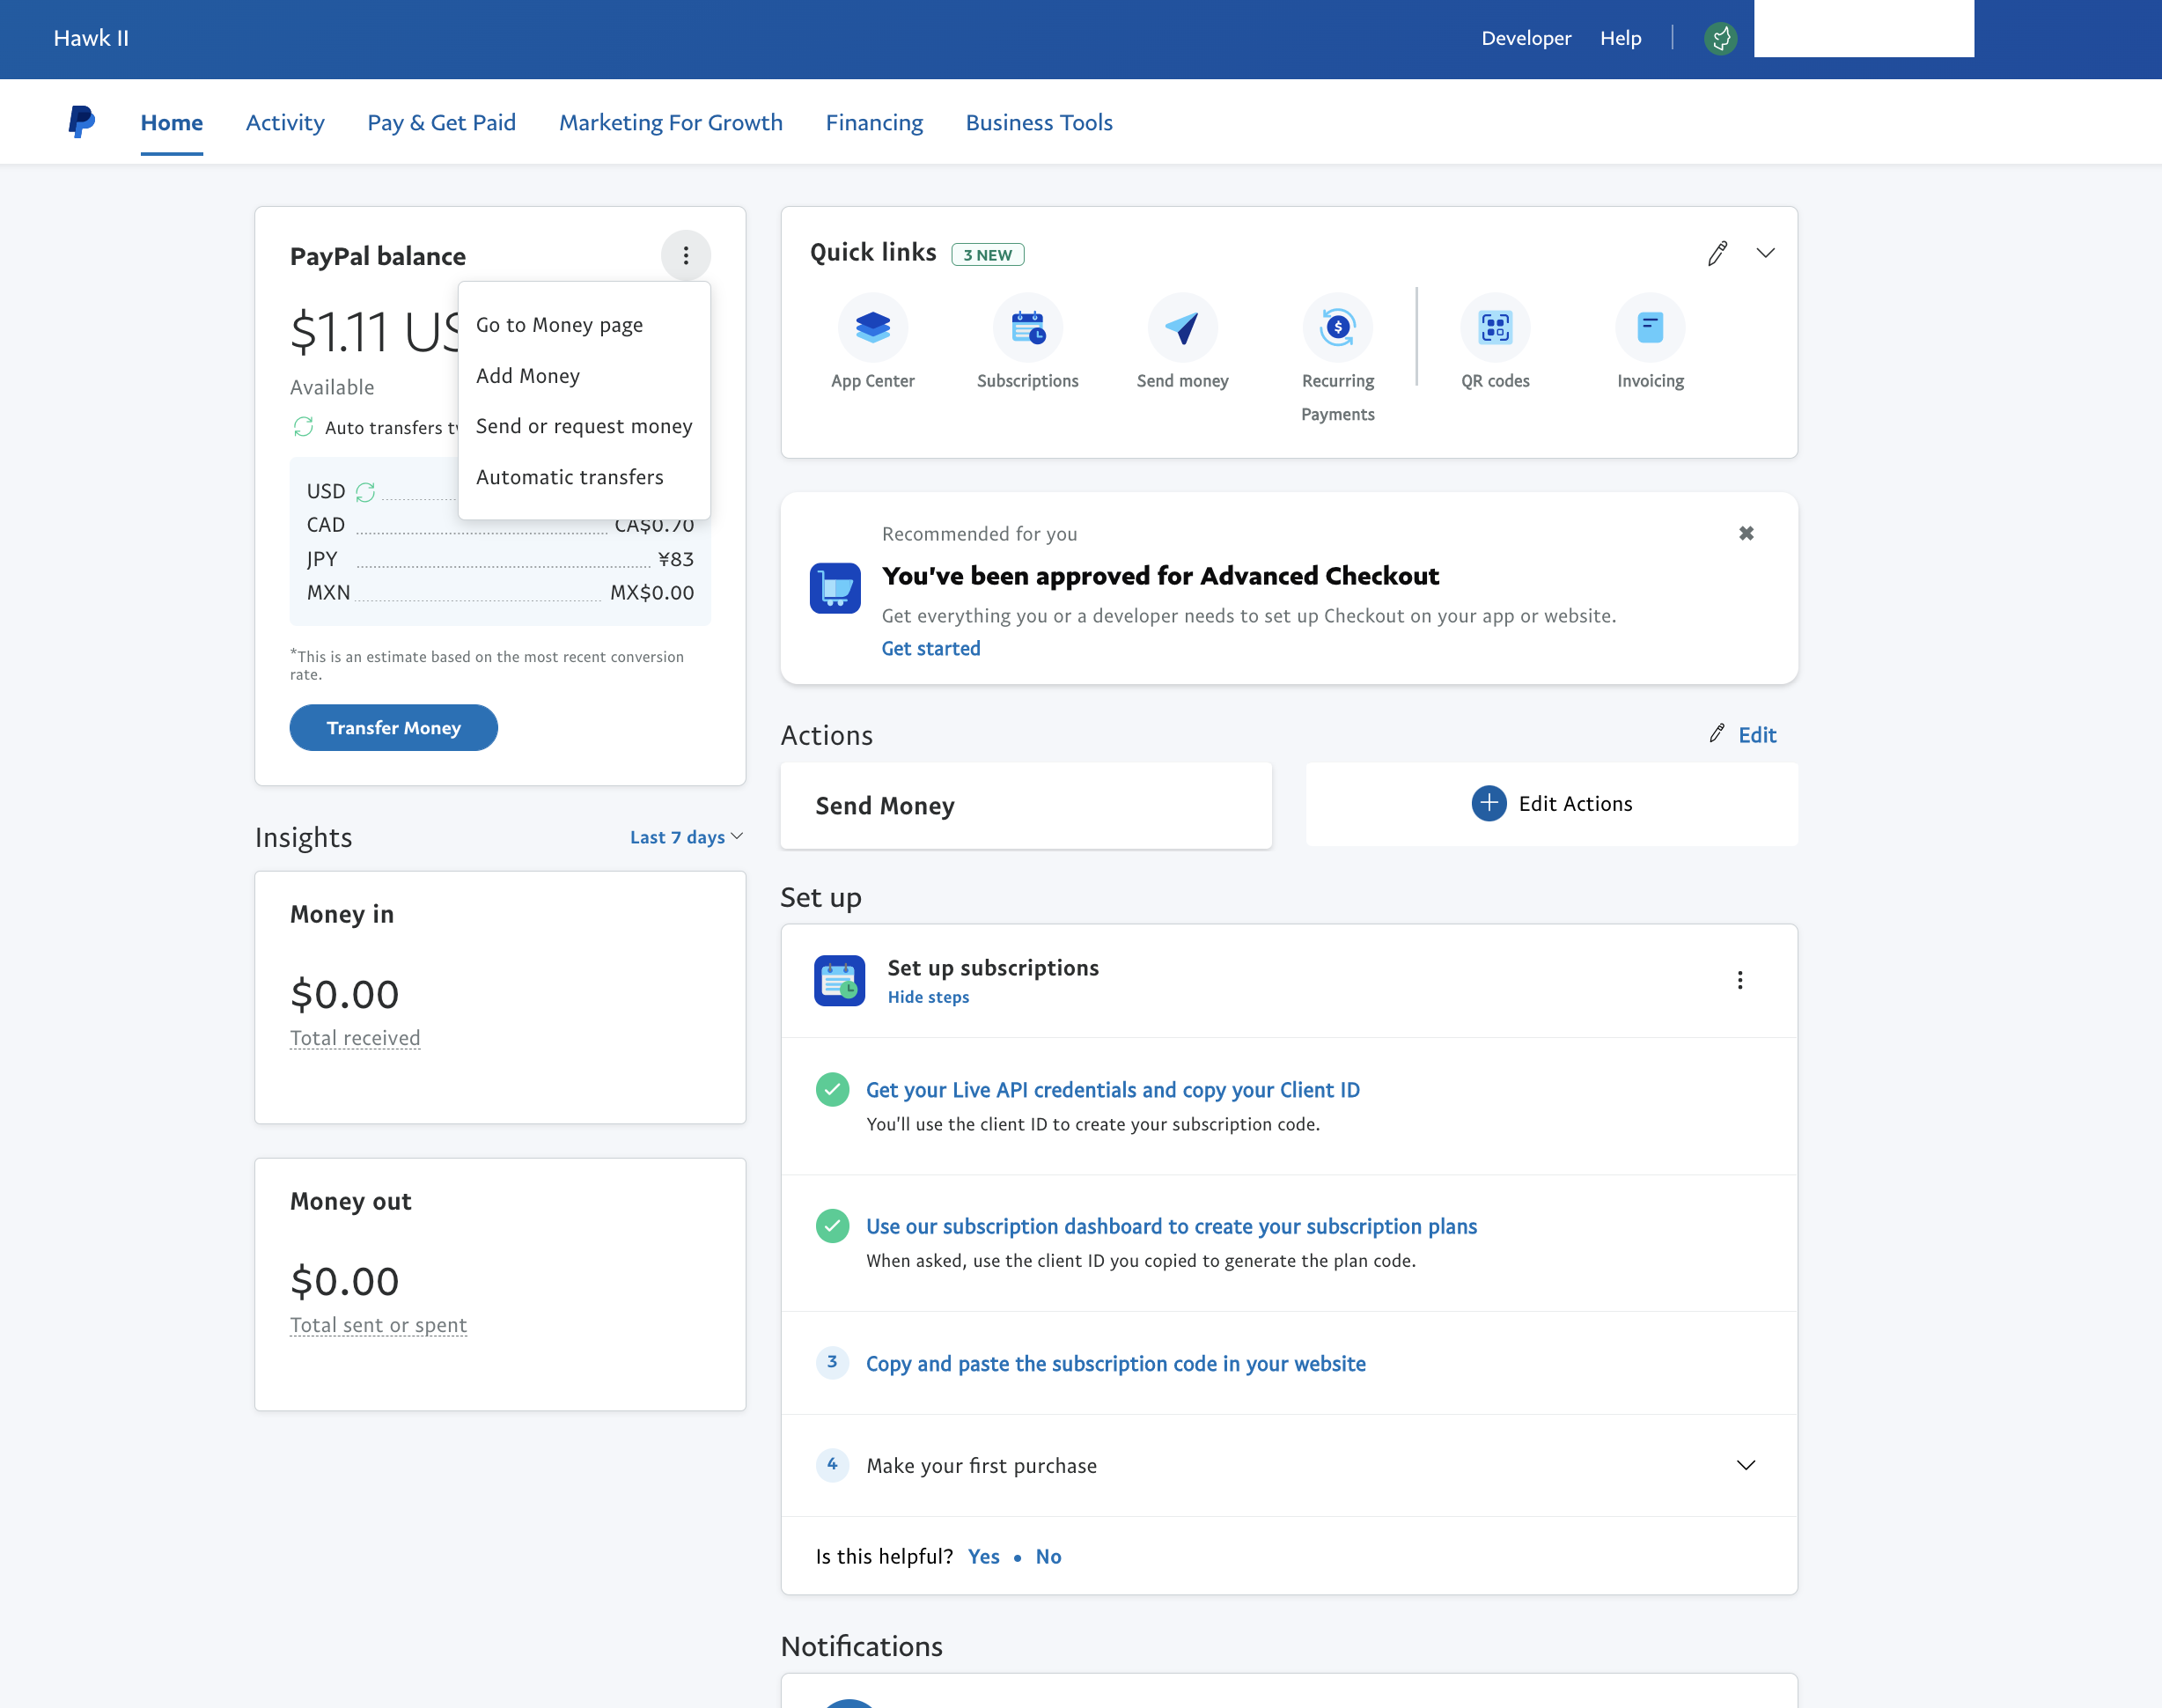 Hawk II
Developer
Help
Home
Activity
Pay & Get Paid
Marketing For Growth
Financing
Business Tools
PayPal balance
$1.11
Available
Auto transfers
Go to Money page
Add Money
Send or request money
Automatic transfers
USD
CAD CA$0.70
JPY ¥83
MXN MX$0.00
*This is an estimate based on the most recent conversion
rate.
Transfer Money
Insights
Last 7 days
Money in
$0.00
Total received
Money out
$0.00
Total sent or spent
Quick links
3 NEW
App Center
Subscriptions
Send money
Recurring
Payments
QR codes
Invoicing
Recommended for you
You've been approved for Advanced Checkout
Get everything you or a developer needs to set up Checkout on your app or website.
Get started
Actions
Edit
Send Money
Edit Actions
Set up
Set up subscriptions
Hide steps
Get your Live API credentials and copy your Client ID
You'll use the client ID to create your subscription code.
Use our subscription dashboard to create your subscription plans
When asked, use the client ID you copied to generate the plan code.
3 Copy and paste the subscription code in your website
4 Make your first purchase
Is this helpful? Yes • No
Notifications